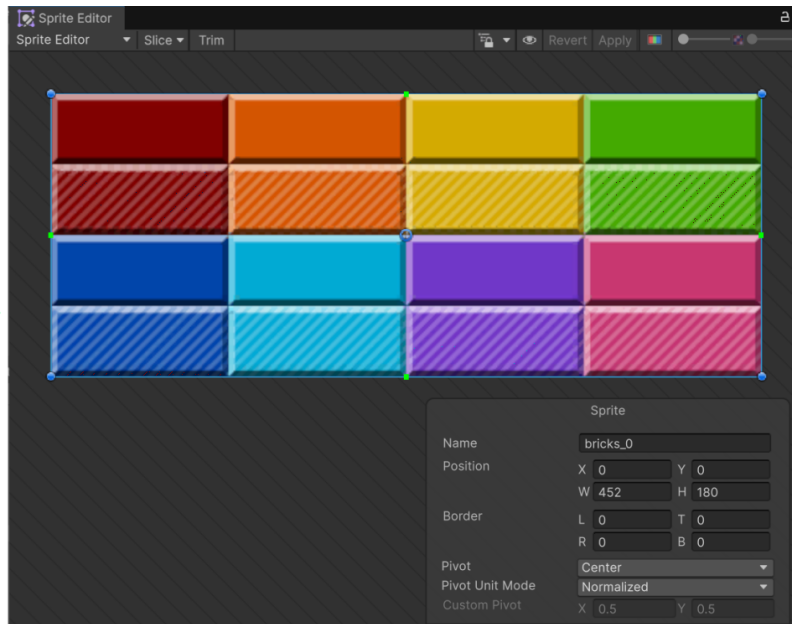 Sprite Editor
Sprite Editor Slice Trim Revert Apply
Sprite
Name bricks_0
Position X 0 Y 0
W 452 H 180
Border L 0 T 0
R 0 B 0
Pivot Center
Pivot Unit Mode Normalized
Custom Pivot X 0.5 Y 0.5